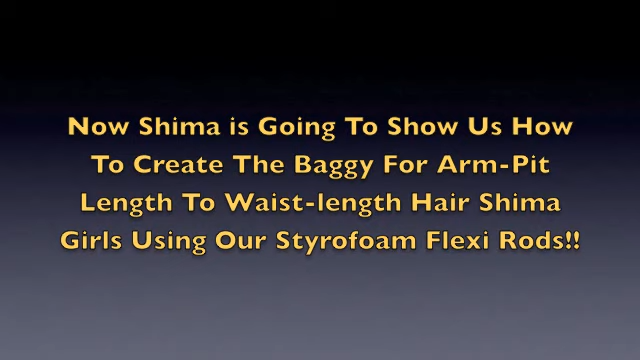 Now Shima is Going To Show Us How
To Create The Baggy For Arm-Pit
Length To Waist-length Hair Shima
Girls Using Our Styrofoam Flexi Rods!!